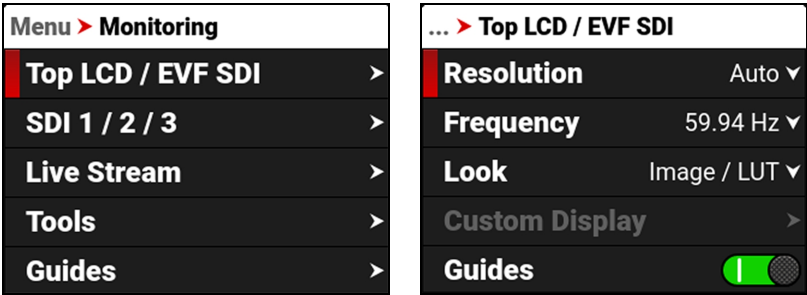 Menu ➤ Monitoring
Top LCD / EVF SDI
SDI 1 / 2 / 3
Live Stream
Tools
Guides
... ➤ Top LCD / EVF SDI
Resolution Auto
Frequency 59.94 Hz
Look Image / LUT
Custom Display
Guides